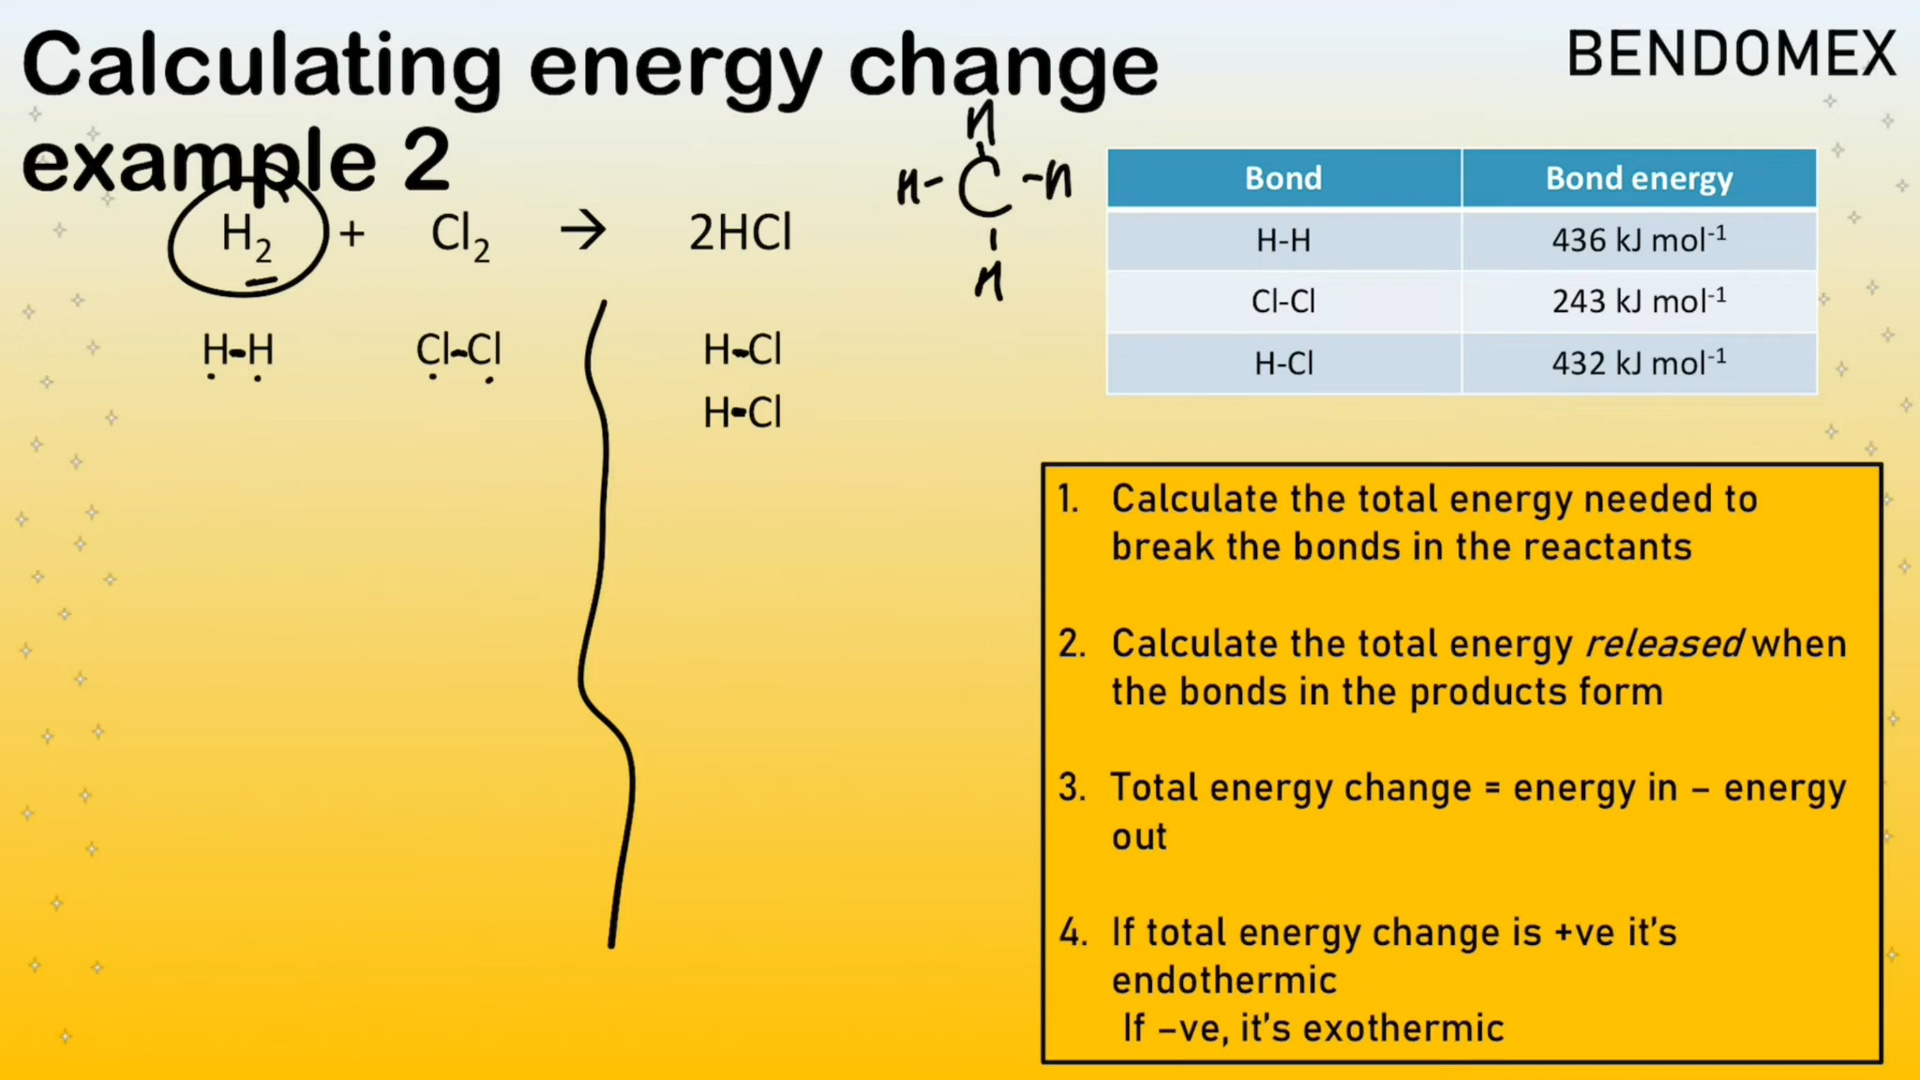 Calculating energy change
example 2
BENDOMEX
H₂ + Cl₂ → 2HCl
H-H Cl-Cl H-Cl
H-Cl
H
H-C-H
H
Bond Bond energy
H-H 436 kJ mol⁻¹
Cl-Cl 243 kJ mol⁻¹
H-Cl 432 kJ mol⁻¹
1. Calculate the total energy needed to
break the bonds in the reactants
2. Calculate the total energy released when
the bonds in the products form
3. Total energy change = energy in – energy
out
4. If total energy change is +ve it's
endothermic
If –ve, it's exothermic